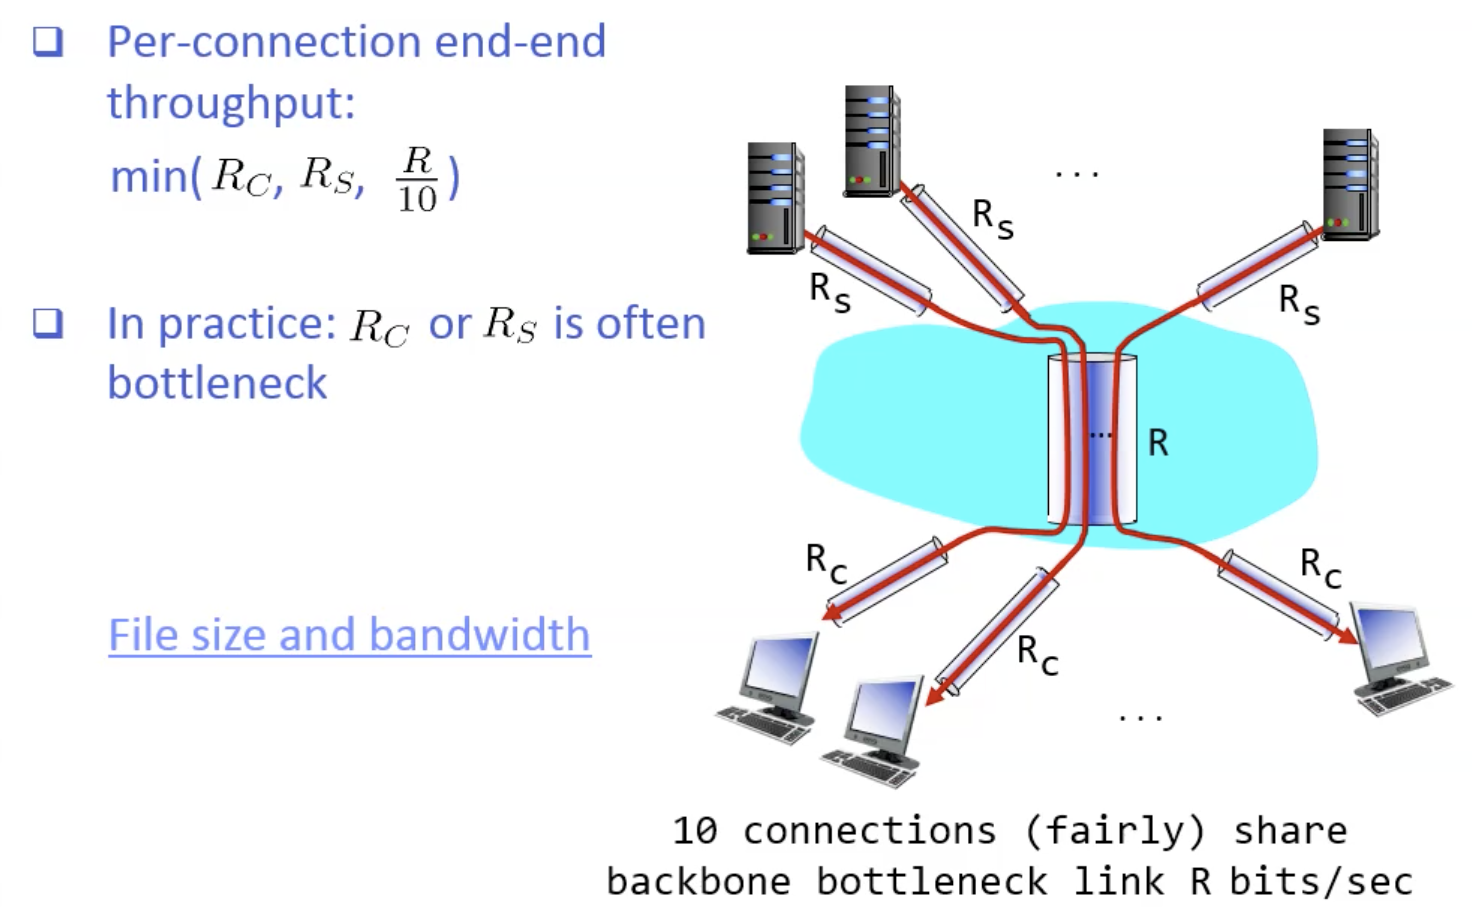 Per-connection end-end
throughput:
min( R_C, R_S, R/10 )
In practice: R_C or R_S is often
bottleneck
File size and bandwidth
...
R_S
R_S
R_S
...
R
R_C
R_C
R_C
...
10 connections (fairly) share
backbone bottleneck link R bits/sec